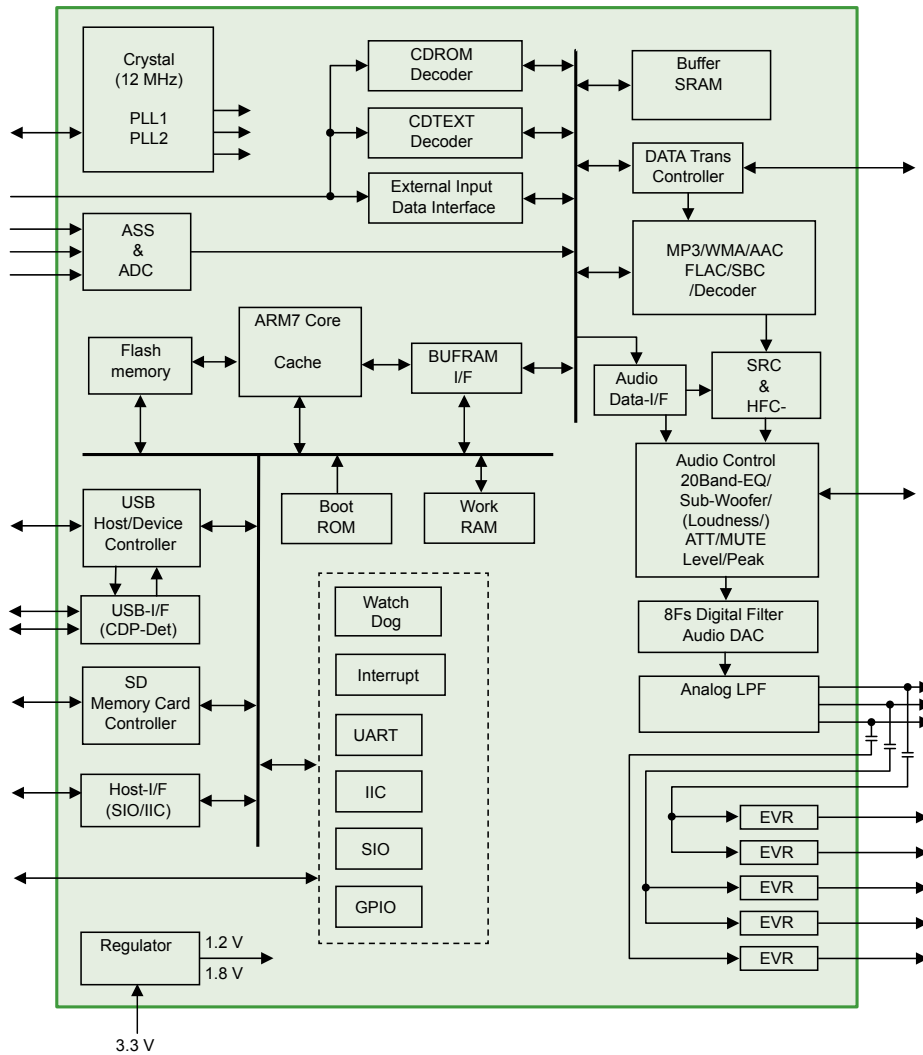 Crystal
(12 MHz)
PLL1
PLL2
CDROM
Decoder
CDTEXT
Decoder
External Input
Data Interface
Buffer
SRAM
DATA Trans
Controller
ASS
&
ADC
MP3/WMA/AAC
FLAC/SBC
/Decoder
ARM7 Core
Cache
Flash
memory
BUFRAM
I/F
Audio
Data-I/F
SRC
&
HFC-
Audio Control
20Band-EQ/
Sub-Woofer/
(Loudness/)
ATT/MUTE
Level/Peak
USB
Host/Device
Controller
Boot
ROM
Work
RAM
USB-I/F
(CDP-Det)
Watch
Dog
8Fs Digital Filter
Audio DAC
Interrupt
SD
Memory Card
Controller
Analog LPF
UART
Host-I/F
(SIO/IIC)
IIC
SIO
GPIO
EVR
EVR
EVR
EVR
EVR
Regulator
1.2 V
1.8 V
3.3 V